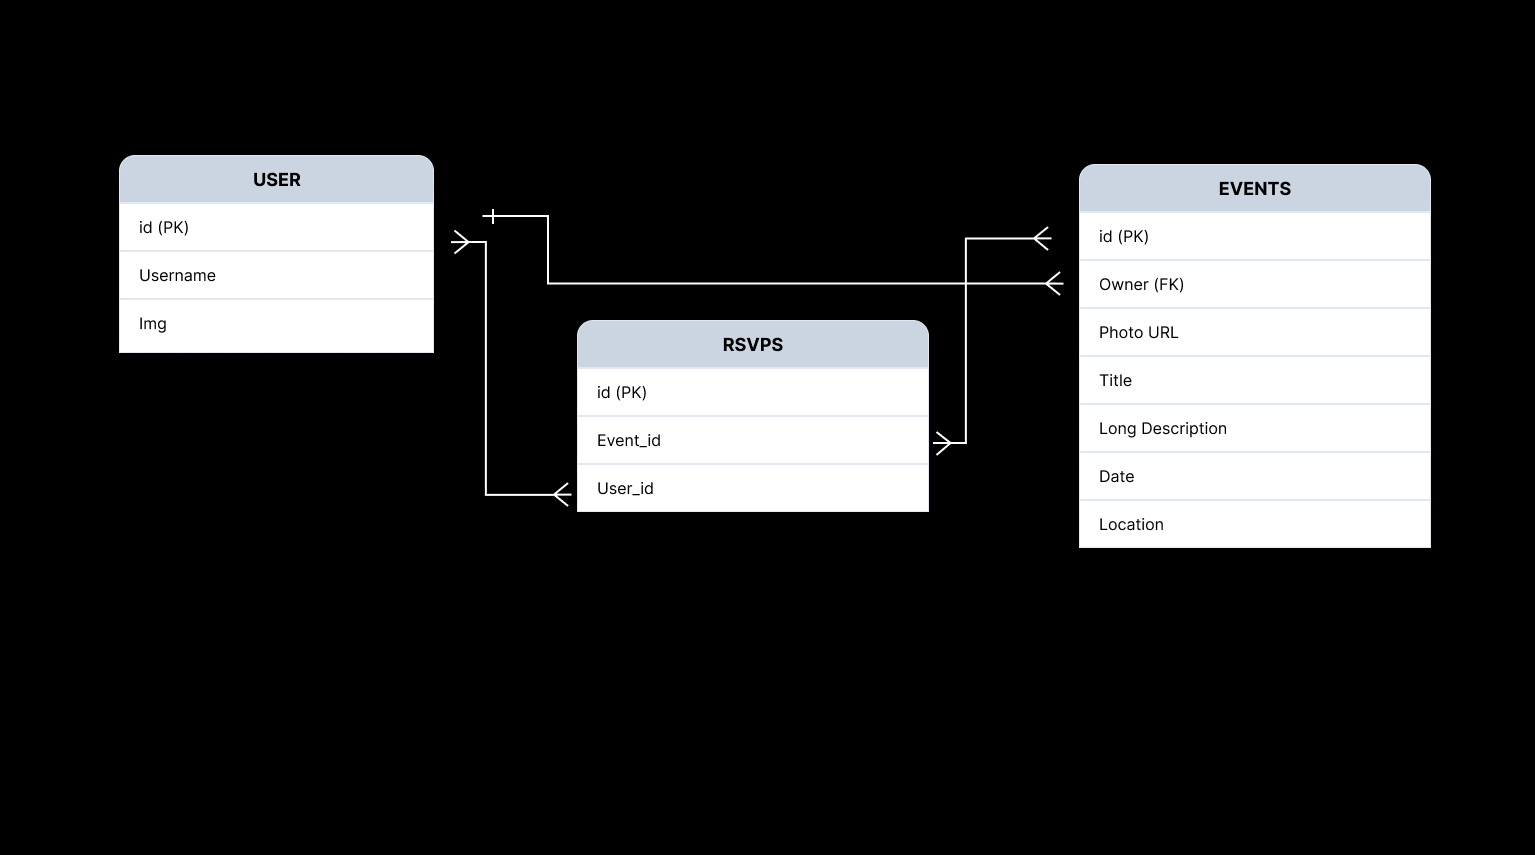 USER
id (PK)
Username
Img
RSVPS
id (PK)
Event_id
User_id
EVENTS
id (PK)
Owner (FK)
Photo URL
Title
Long Description
Date
Location